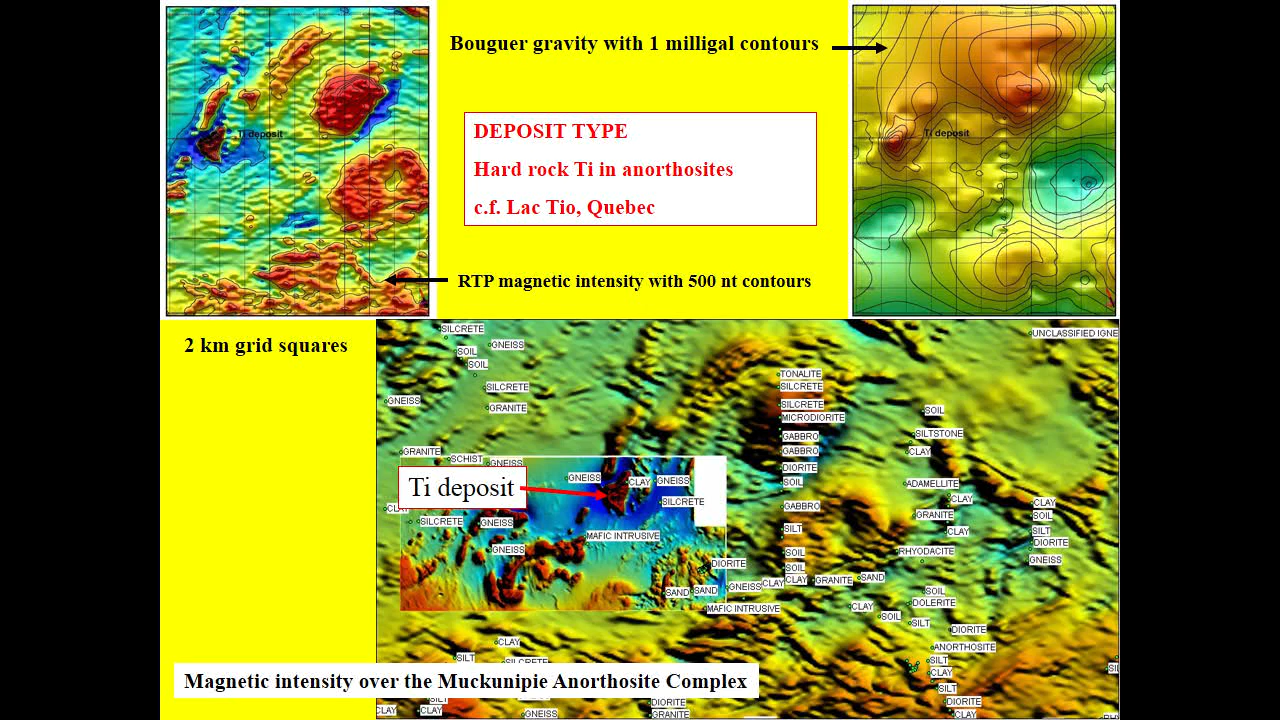 Bouguer gravity with 1 milligal contours
Ti deposit
Ti deposit
DEPOSIT TYPE
Hard rock Ti in anorthosites
c.f. Lac Tio, Quebec
RTP magnetic intensity with 500 nt contours
2 km grid squares
SILCRETE
UNCLASSIFIED IGNE
GNEISS
SOIL
SOIL
TONALITE
SILCRETE
SILCRETE
GNEISS
SILCRETE
GRANITE
SOIL
MICRODIORITE
SILTSTONE
GABBRO
GRANITE
GABBRO
CLAY
SCHIST
GNEISS
DIORITE
Ti deposit
GNEISS
CLAY
GNEISS
SOIL
ADAMELLITE
SILCRETE
CLAY
CLAY
GABBRO
SOIL
GRANITE
SILCRETE
GNEISS
SILT
CLAY
SILT
MAFIC INTRUSIVE
DIORITE
GNEISS
SOIL
RHYODACITE
GNEISS
DIORITE
SOIL
CLAY
GRANITE
SAND
GNEISS
CLAY
SAND
SAND
SOIL
MAFIC INTRUSIVE
CLAY
DOLERITE
SOIL
SILT
DIORITE
CLAY
ANORTHOSITE
SILT
SILT
SILCRETE
CLAY
Magnetic intensity over the Muckunipie Anorthosite Complex
SILT
DIORITE
DIORITE
CLAY
CLAY
GNEISS
GRANITE
CLAY